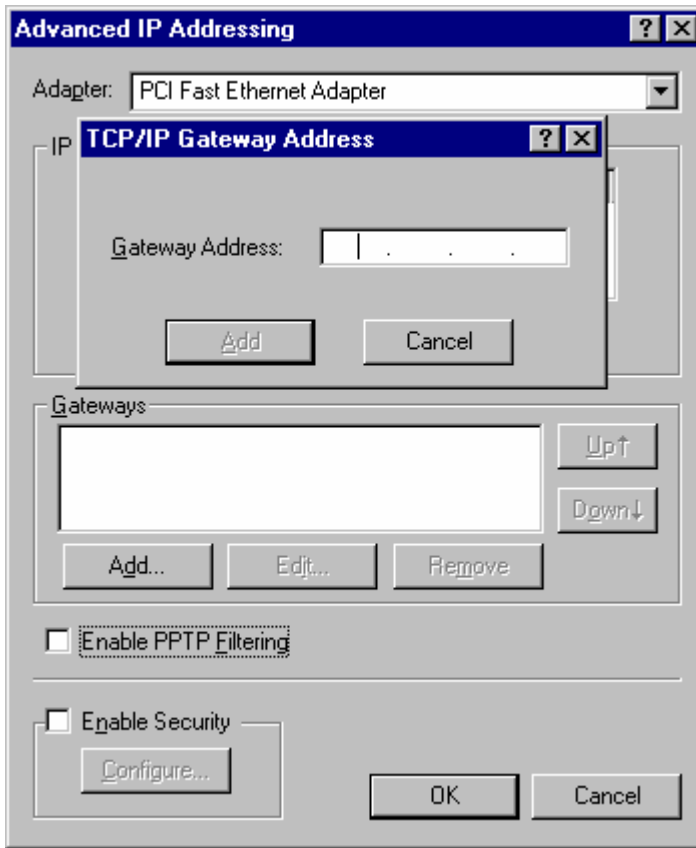 Advanced IP Addressing
Adapter: PCI Fast Ethernet Adapter
IP
TCP/IP Gateway Address
Gateway Address: . . .
Add Cancel
Gateways
Up↑
Down↓
Add... Edit... Remove
Enable PPTP Filtering
Enable Security
Configure...
OK Cancel